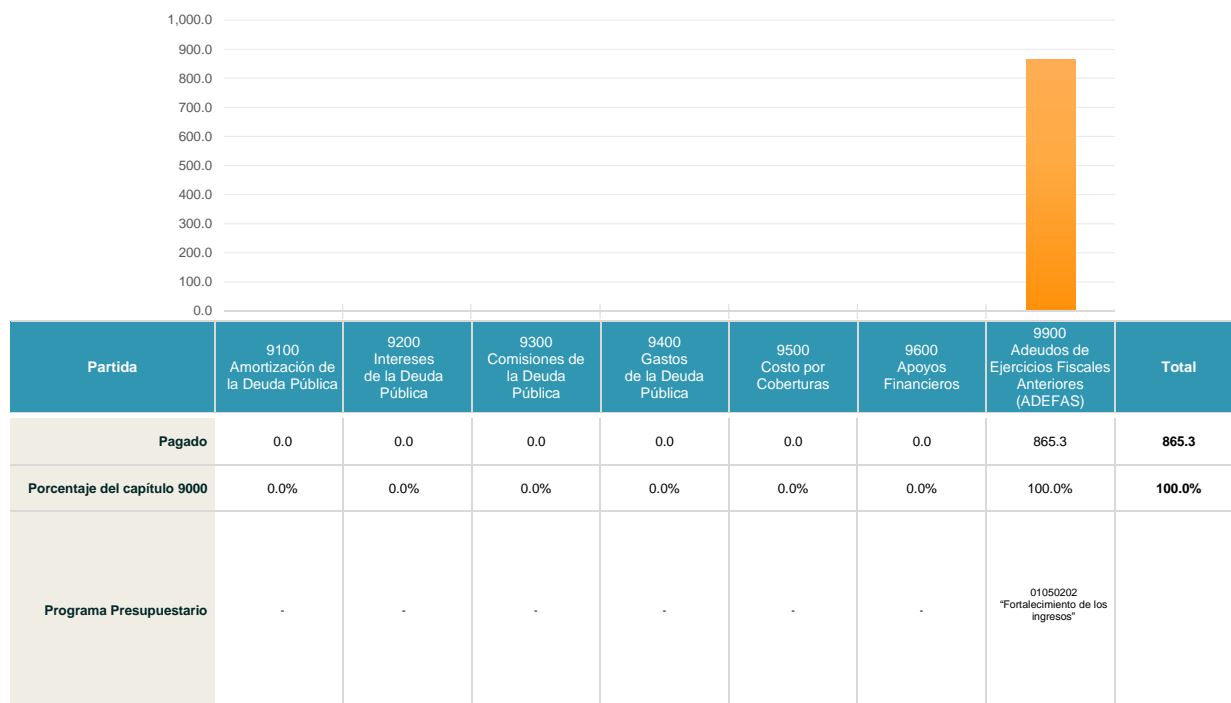 1,000.0
900.0
800.0
700.0
600.0
500.0
400.0
300.0
200.0
100.0
0.0
Partida
9100
Amortización de
la Deuda Pública
9200
Intereses
de la Deuda
Pública
9300
Comisiones de
la Deuda
Pública
9400
Gastos
de la Deuda
Pública
9500
Costo por
Coberturas
9600
Apoyos
Financieros
9900
Adeudos de
Ejercicios Fiscales
Anteriores
(ADEFAS)
Total
Pagado 0.0 0.0 0.0 0.0 0.0 0.0 865.3 865.3
Porcentaje del capítulo 9000 0.0% 0.0% 0.0% 0.0% 0.0% 0.0% 100.0% 100.0%
Programa Presupuestario - - - - - -
01050202
“Fortalecimiento de los
ingresos”